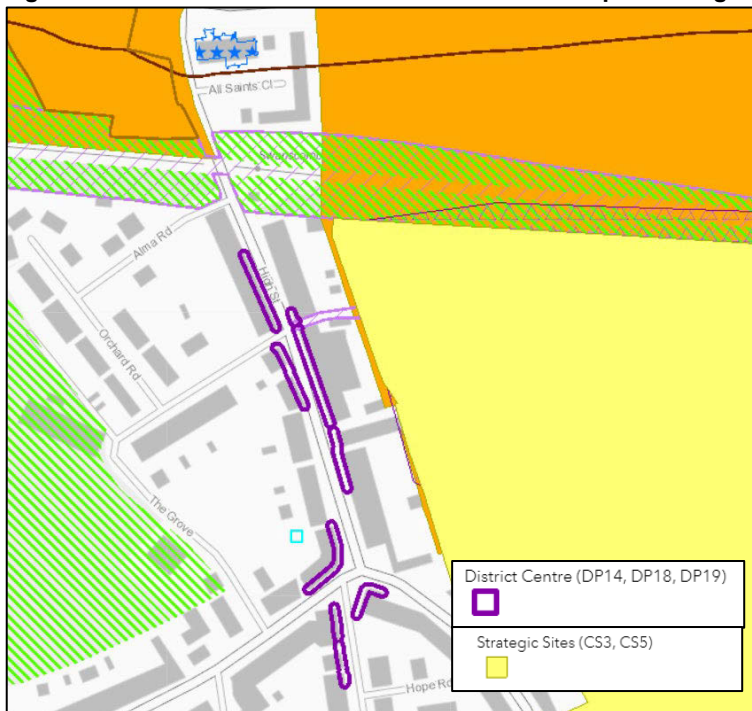 All Saints Cl
Swanscomb
Alma Rd
High St
Orchard Rd
The Grove
Hope Rd
District Centre (DP14, DP18, DP19)
Strategic Sites (CS3, CS5)